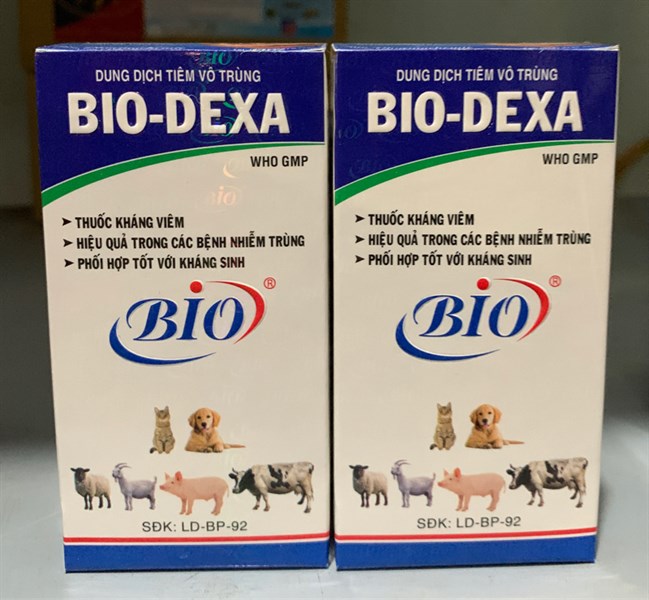 DUNG DỊCH TIÊM VÔ TRÙNG
BIO-DEXA
WHO GMP
➤ THUỐC KHÁNG VIÊM
➤ HIỆU QUẢ TRONG CÁC BỆNH NHIỄM TRÙNG
➤ PHỐI HỢP TỐT VỚI KHÁNG SINH
BIO®
SĐK: LD-BP-92
DUNG DỊCH TIÊM VÔ TRÙNG
BIO-DEXA
WHO GMP
➤ THUỐC KHÁNG VIÊM
➤ HIỆU QUẢ TRONG CÁC BỆNH NHIỄM TRÙNG
➤ PHỐI HỢP TỐT VỚI KHÁNG SINH
BIO®
SĐK: LD-BP-92